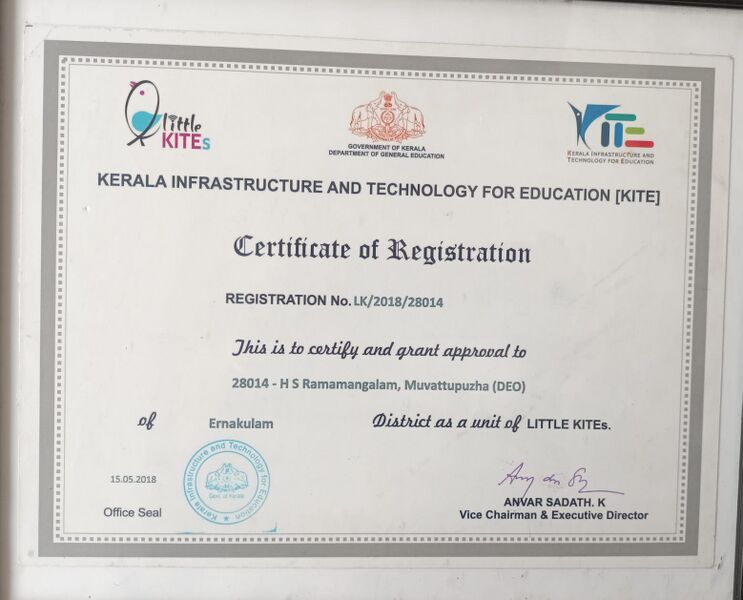 little
KITEs
GOVERNMENT OF KERALA
DEPARTMENT OF GENERAL EDUCATION
KITE
KERALA INFRASTRUCTURE AND
TECHNOLOGY FOR EDUCATION
KERALA INFRASTRUCTURE AND TECHNOLOGY FOR EDUCATION [KITE]
Certificate of Registration
REGISTRATION No. LK/2018/28014
This is to certify and grant approval to
28014 - H S Ramamangalam, Muvattupuzha (DEO)
of Ernakulam District as a unit of LITTLE KITEs.
15.05.2018
Office Seal
Kerala Infrastructure and Technology for Education
Govt. of Kerala
ANVAR SADATH. K
Vice Chairman & Executive Director